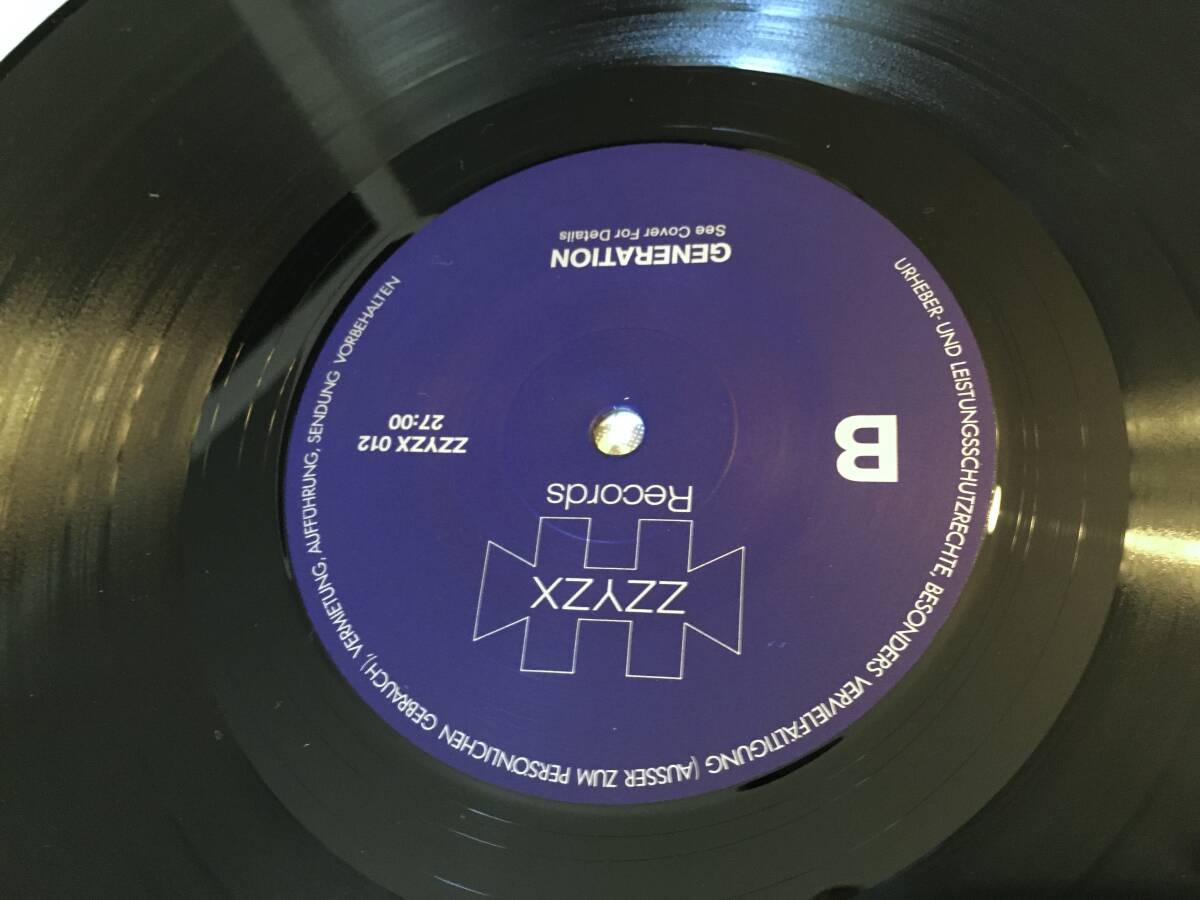 URHEBER- UND LEISTUNGSSCHUTZRECHTE, BESONDERS VERVIELFÄLTIGUNG (AUSSER ZUM PERSÖNLICHEN GEBRAUCH), VERMIETUNG, AUFFÜHRUNG, SENDUNG VORBEHALTEN
ZZYZX
Records
B
ZZYZX 012
27:00
GENERATION
See Cover For Details